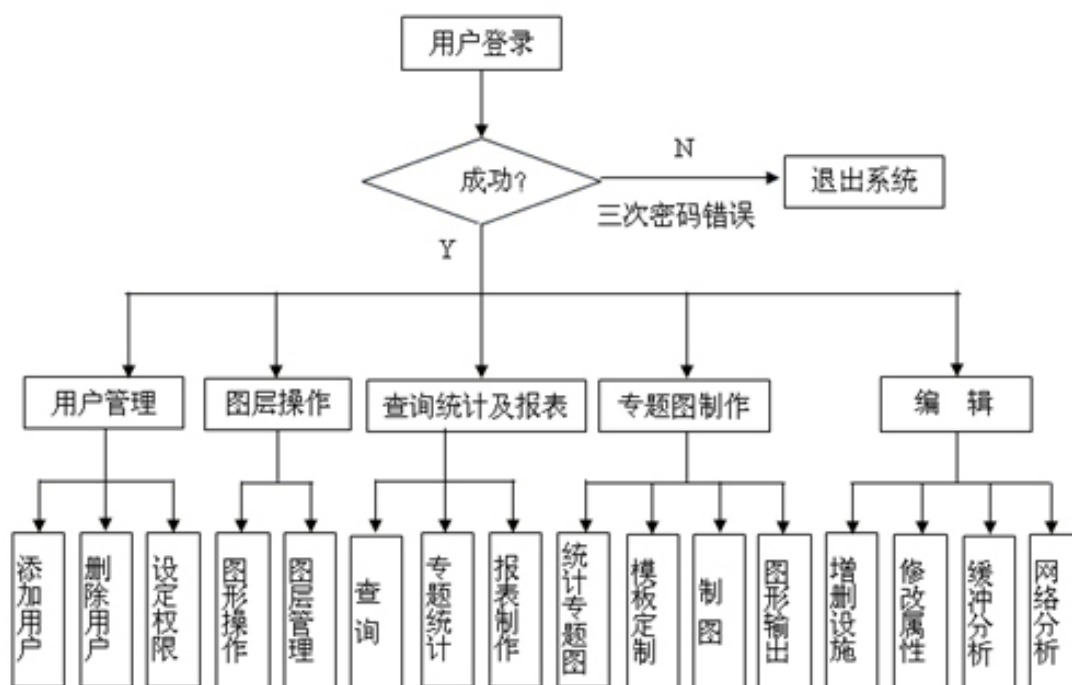 用户登录
成功?
N
退出系统
三次密码错误
Y
用户管理
图层操作
查询统计及报表
专题图制作
编 辑
添加用户
删除用户
设定权限
图形操作
图层管理
查询
专题统计
报表制作
统计专题图
模板定制
制图
图形输出
增删设施
修改属性
缓冲分析
网络分析